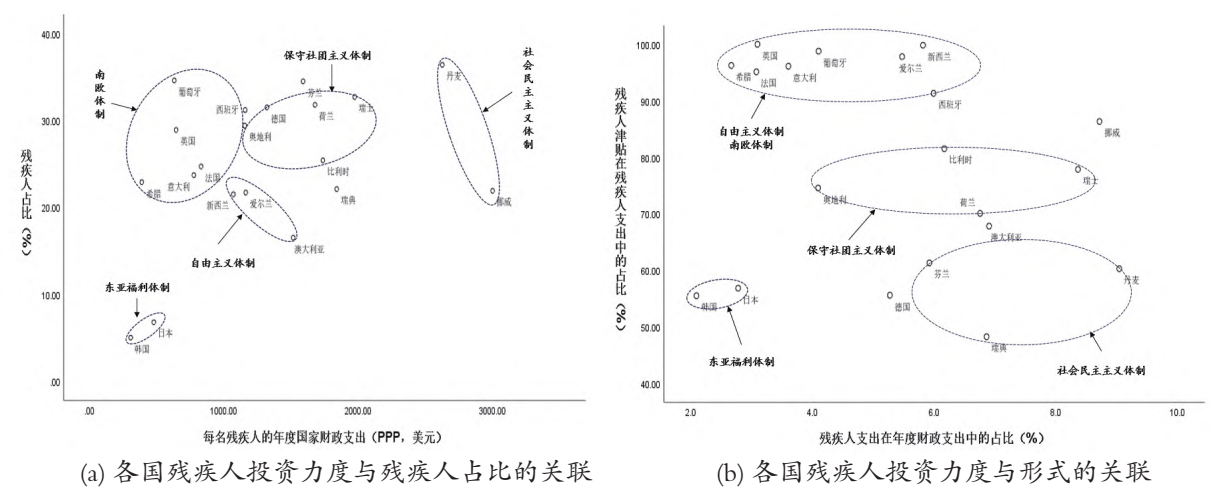 40.00
30.00
20.00
10.00
.00
残疾人占比（%）
南欧体制
保守社团主义体制
社会民主主义体制
自由主义体制
东亚福利体制
葡萄牙
英国
法国
意大利
希腊
西班牙
奥地利
德国
芬兰
荷兰
瑞士
比利时
瑞典
新西兰
爱尔兰
澳大利亚
丹麦
挪威
日本
韩国
.00 1000.00 2000.00 3000.00
每名残疾人的年度国家财政支出（PPP，美元）
(a) 各国残疾人投资力度与残疾人占比的关联
100.00
90.00
80.00
70.00
60.00
50.00
40.00
残疾人津贴在残疾人支出中的占比（%）
英国
葡萄牙
新西兰
爱尔兰
希腊
法国
意大利
西班牙
自由主义体制
南欧体制
挪威
比利时
瑞士
奥地利
荷兰
澳大利亚
保守社团主义体制
芬兰
丹麦
德国
瑞典
社会民主主义体制
韩国
日本
东亚福利体制
2.0 4.0 6.0 8.0 10.0
残疾人支出在年度财政支出中的占比（%）
(b) 各国残疾人投资力度与形式的关联